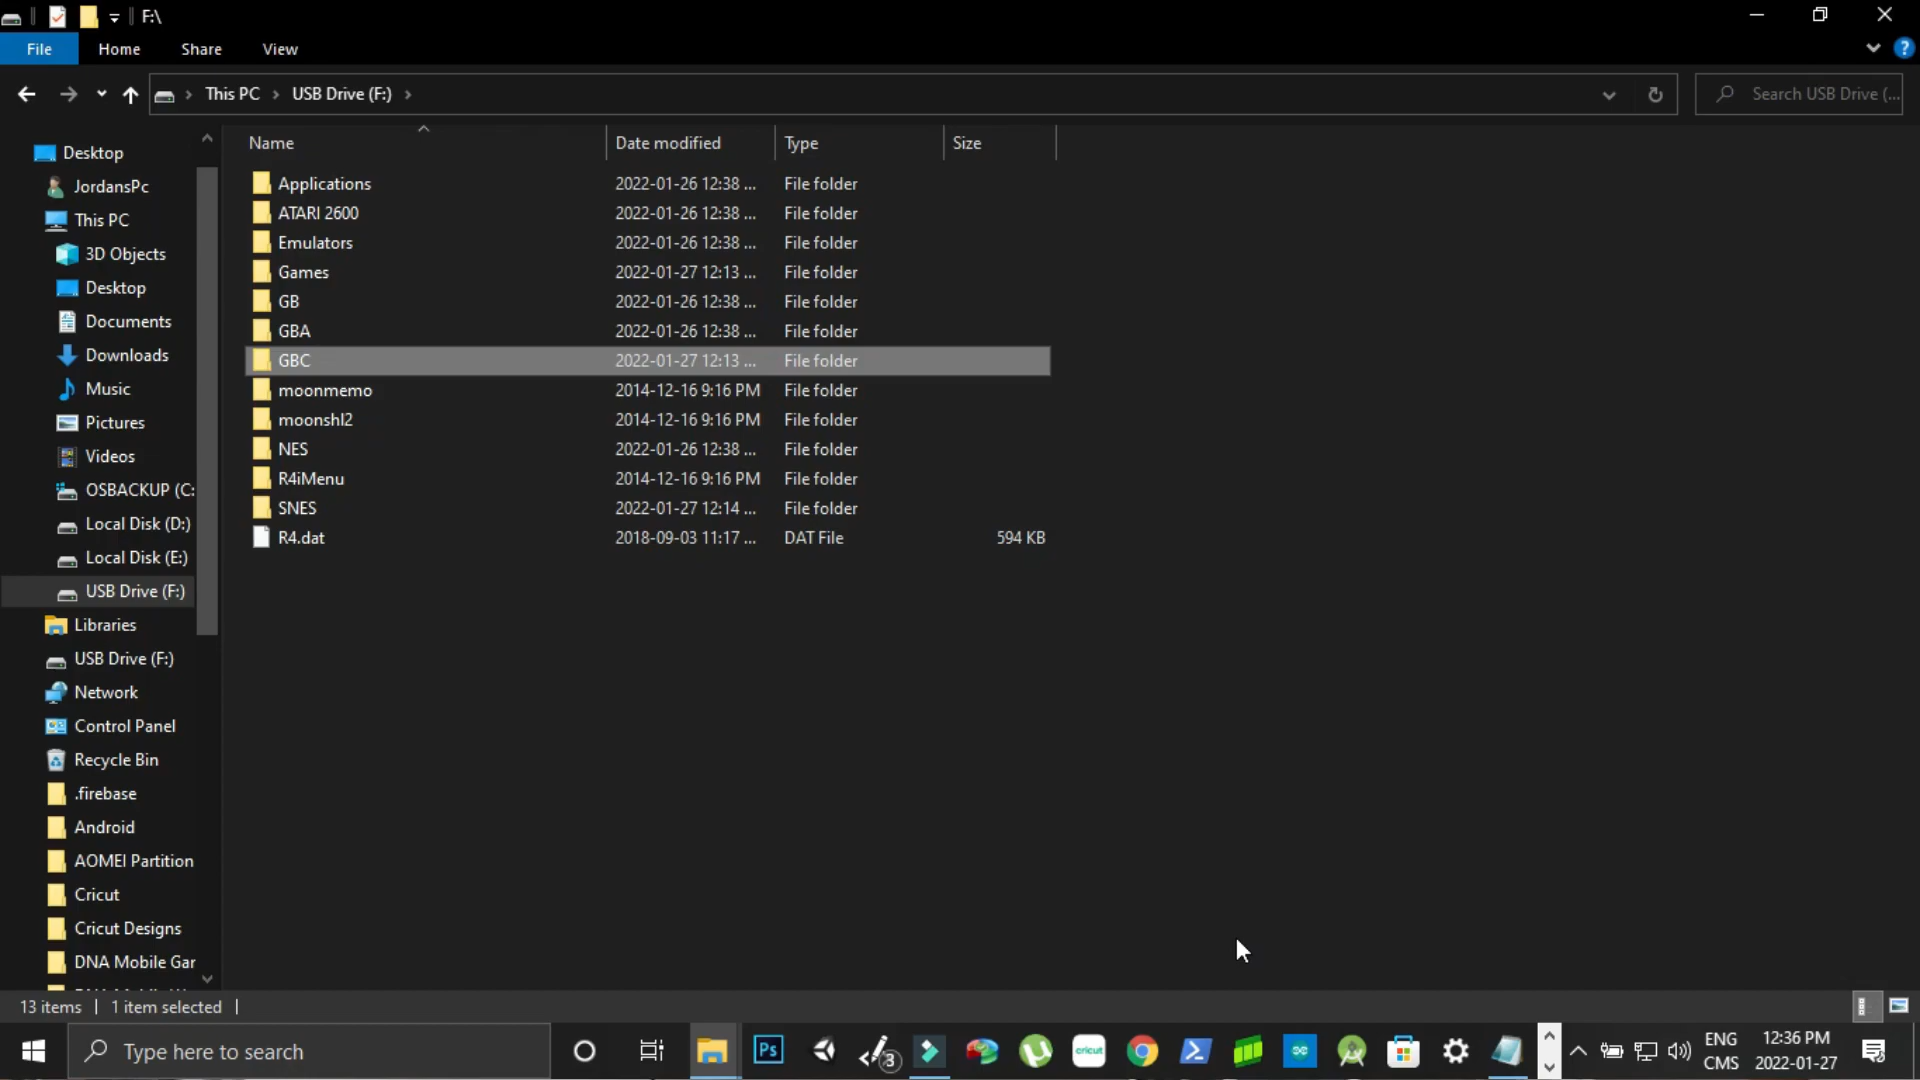 F:\
File Home Share View
This PC USB Drive (F:) Search USB Drive (...
Name Date modified Type Size
Desktop
JordansPc
This PC
3D Objects
Desktop
Documents
Downloads
Music
Pictures
Videos
OSBACKUP (C:
Local Disk (D:)
Local Disk (E:)
USB Drive (F:)
Libraries
USB Drive (F:)
Network
Control Panel
Recycle Bin
.firebase
Android
AOMEI Partition
Cricut
Cricut Designs
DNA Mobile Gar
Applications 2022-01-26 12:38 ... File folder
ATARI 2600 2022-01-26 12:38 ... File folder
Emulators 2022-01-26 12:38 ... File folder
Games 2022-01-27 12:13 ... File folder
GB 2022-01-26 12:38 ... File folder
GBA 2022-01-26 12:38 ... File folder
GBC 2022-01-27 12:13 ... File folder
moonmemo 2014-12-16 9:16 PM File folder
moonshl2 2014-12-16 9:16 PM File folder
NES 2022-01-26 12:38 ... File folder
R4iMenu 2014-12-16 9:16 PM File folder
SNES 2022-01-27 12:14 ... File folder
R4.dat 2018-09-03 11:17 ... DAT File 594 KB
13 items 1 item selected
Type here to search
Ps
3
cricut
ENG
CMS
12:36 PM
2022-01-27